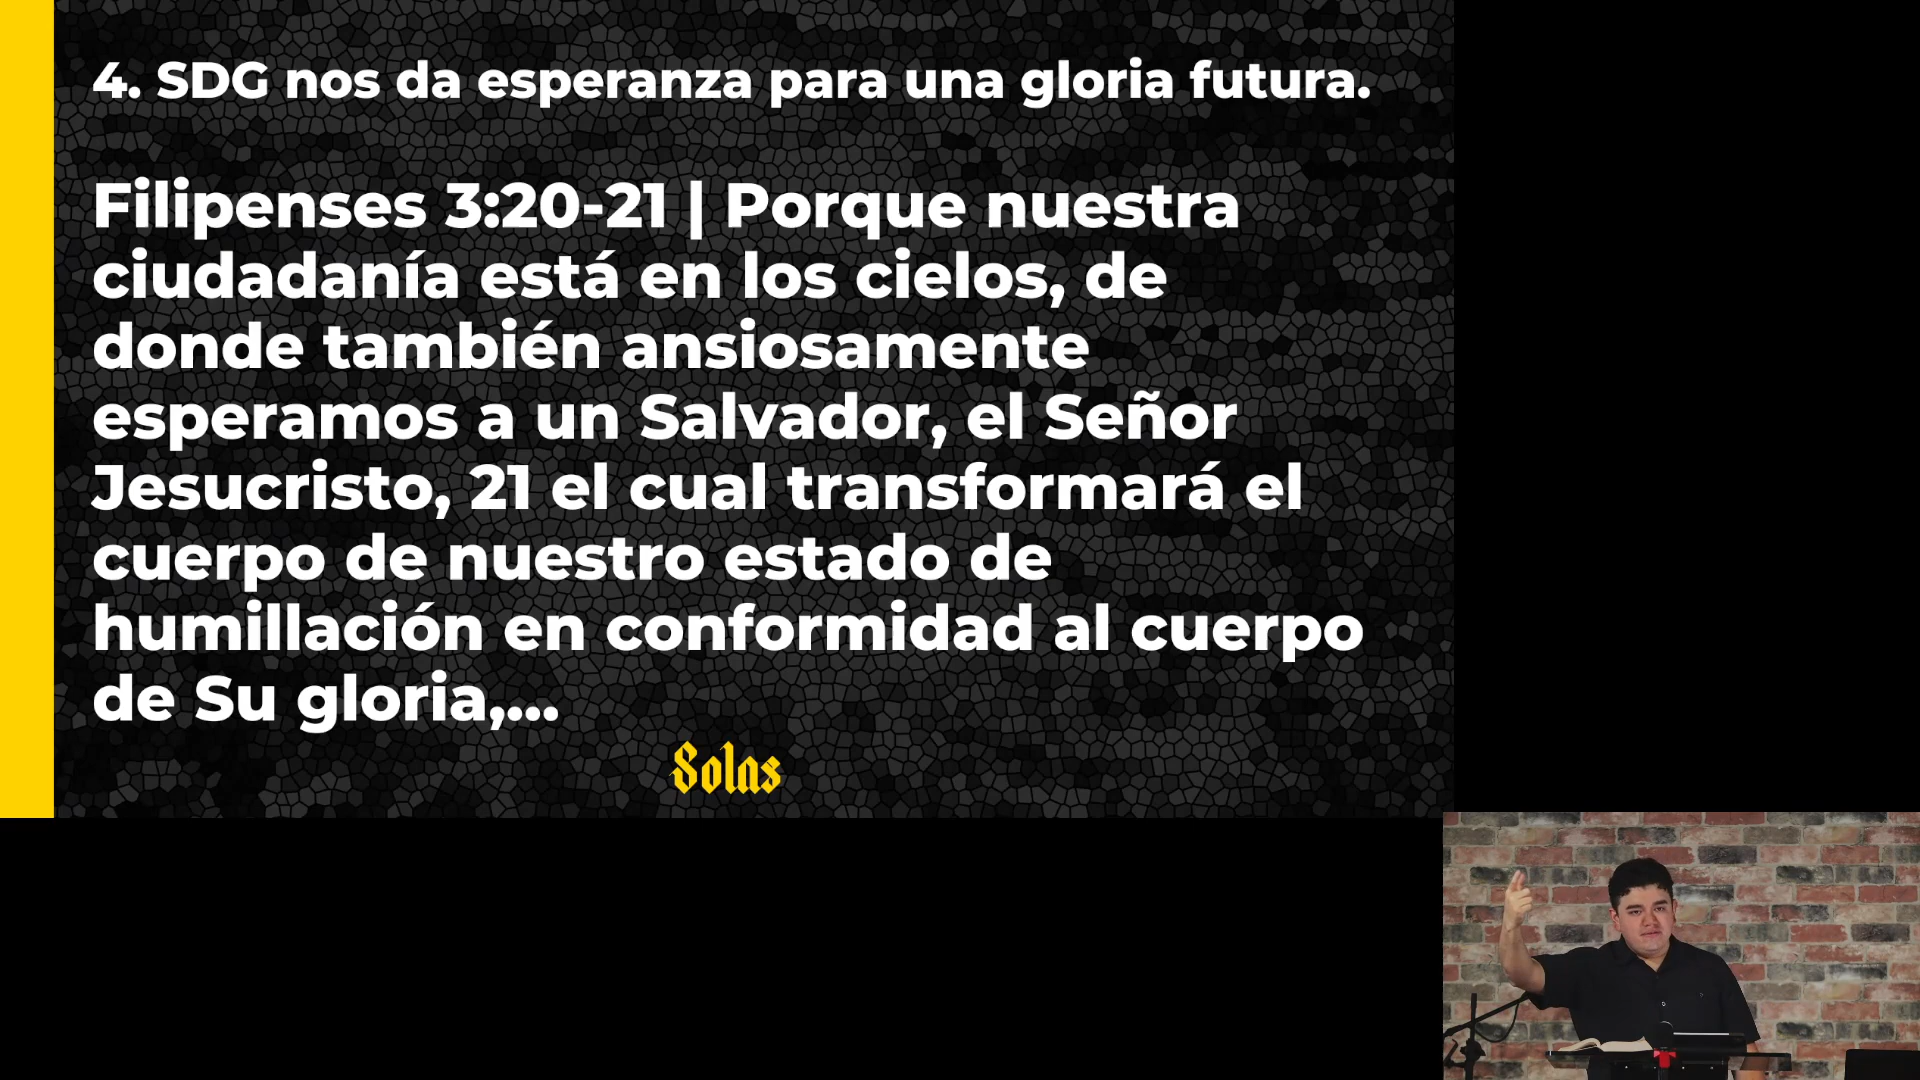 4. SDG nos da esperanza para una gloria futura.
Filipenses 3:20-21 | Porque nuestra
ciudadanía está en los cielos, de
donde también ansiosamente
esperamos a un Salvador, el Señor
Jesucristo, 21 el cual transformará el
cuerpo de nuestro estado de
humillación en conformidad al cuerpo
de Su gloria,...
Solas